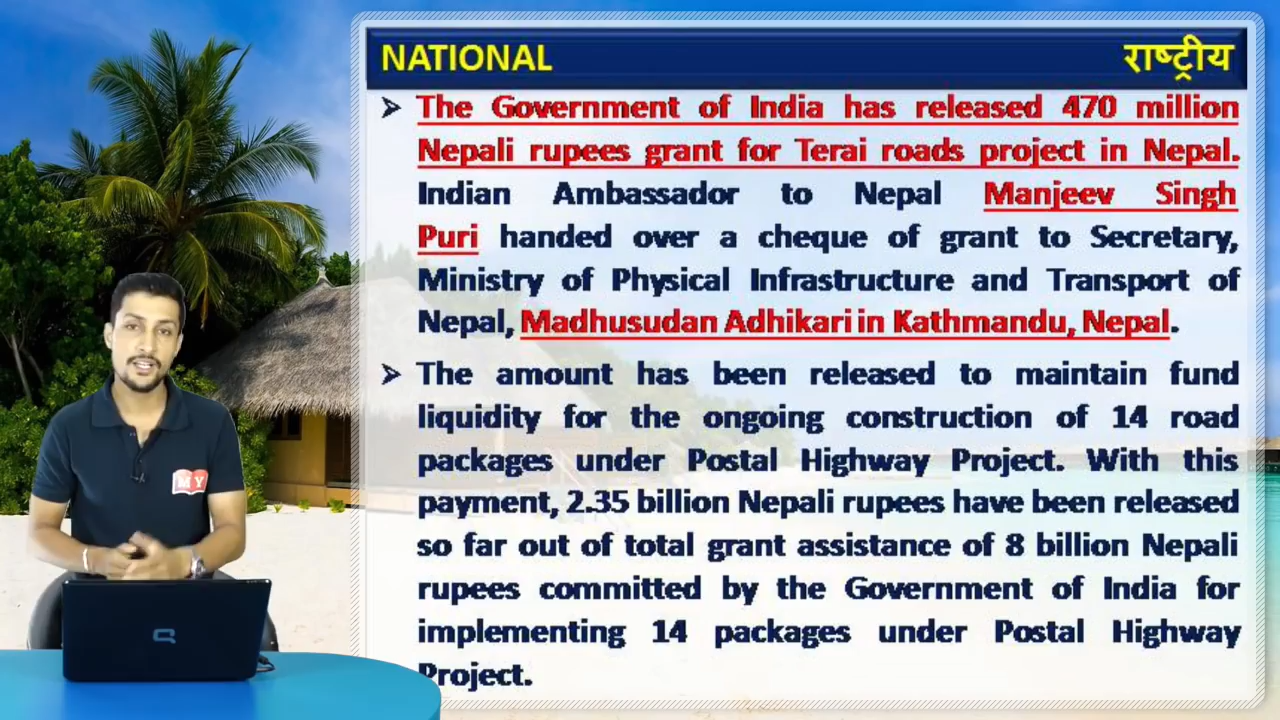 NATIONAL राष्ट्रीय
The Government of India has released 470 million
Nepali rupees grant for Terai roads project in Nepal.
Indian Ambassador to Nepal Manjeev Singh
Puri handed over a cheque of grant to Secretary,
Ministry of Physical Infrastructure and Transport of
Nepal, Madhusudan Adhikari in Kathmandu, Nepal.
The amount has been released to maintain fund
liquidity for the ongoing construction of 14 road
packages under Postal Highway Project. With this
payment, 2.35 billion Nepali rupees have been released
so far out of total grant assistance of 8 billion Nepali
rupees committed by the Government of India for
implementing 14 packages under Postal Highway
Project.
MY